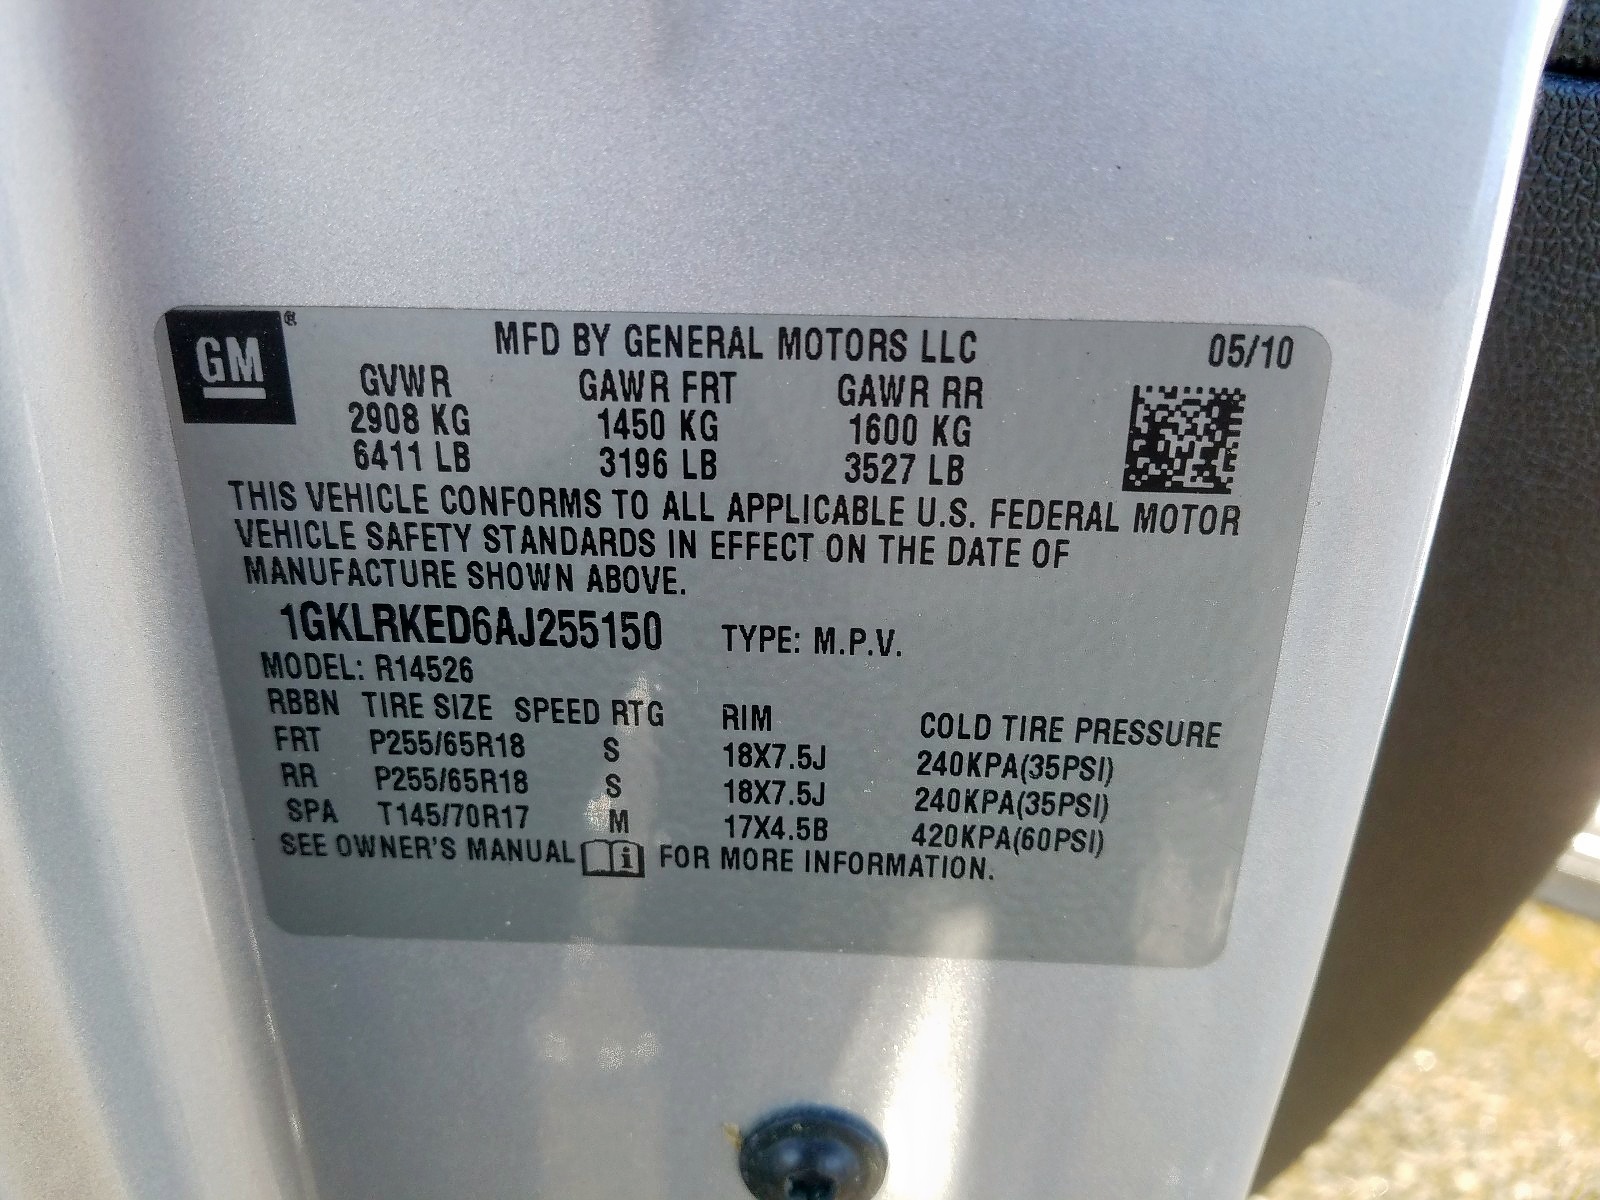 GM
MFD BY GENERAL MOTORS LLC 05/10
GVWR GAWR FRT GAWR RR
2908 KG 1450 KG 1600 KG
6411 LB 3196 LB 3527 LB
THIS VEHICLE CONFORMS TO ALL APPLICABLE U.S. FEDERAL MOTOR
VEHICLE SAFETY STANDARDS IN EFFECT ON THE DATE OF
MANUFACTURE SHOWN ABOVE.
1GKLRKED6AJ255150 TYPE: M.P.V.
MODEL: R14526
RBBN TIRE SIZE SPEED RTG RIM COLD TIRE PRESSURE
FRT P255/65R18 S 18X7.5J 240KPA(35PSI)
RR P255/65R18 S 18X7.5J 240KPA(35PSI)
SPA T145/70R17 M 17X4.5B 420KPA(60PSI)
SEE OWNER'S MANUAL i FOR MORE INFORMATION.